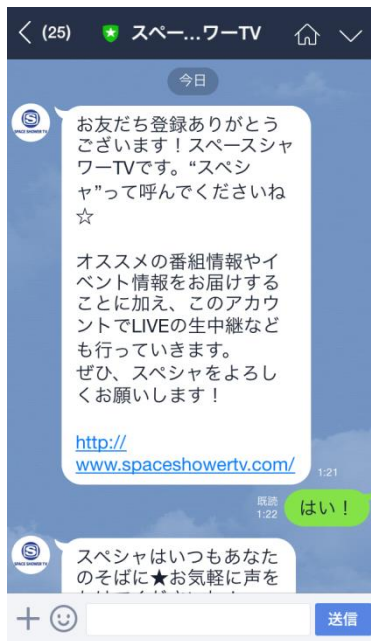 (25)
スペー...ワーTV
今日
お友だち登録ありがとう
ございます！スペースシャ
ワーTVです。“スペシ
ャ”って呼んでくださいね
☆
オススメの番組情報やイ
ベント情報をお届けする
ことに加え、このアカウ
ントでLIVEの生中継など
も行っていきます。
ぜひ、スペシャをよろし
くお願いします！
http://
www.spaceshowertv.com/
1:21
既読
1:22
はい！
SPACE SHOWER TV
スペシャはいつもあなた
のそばに★お気軽に声を
送信